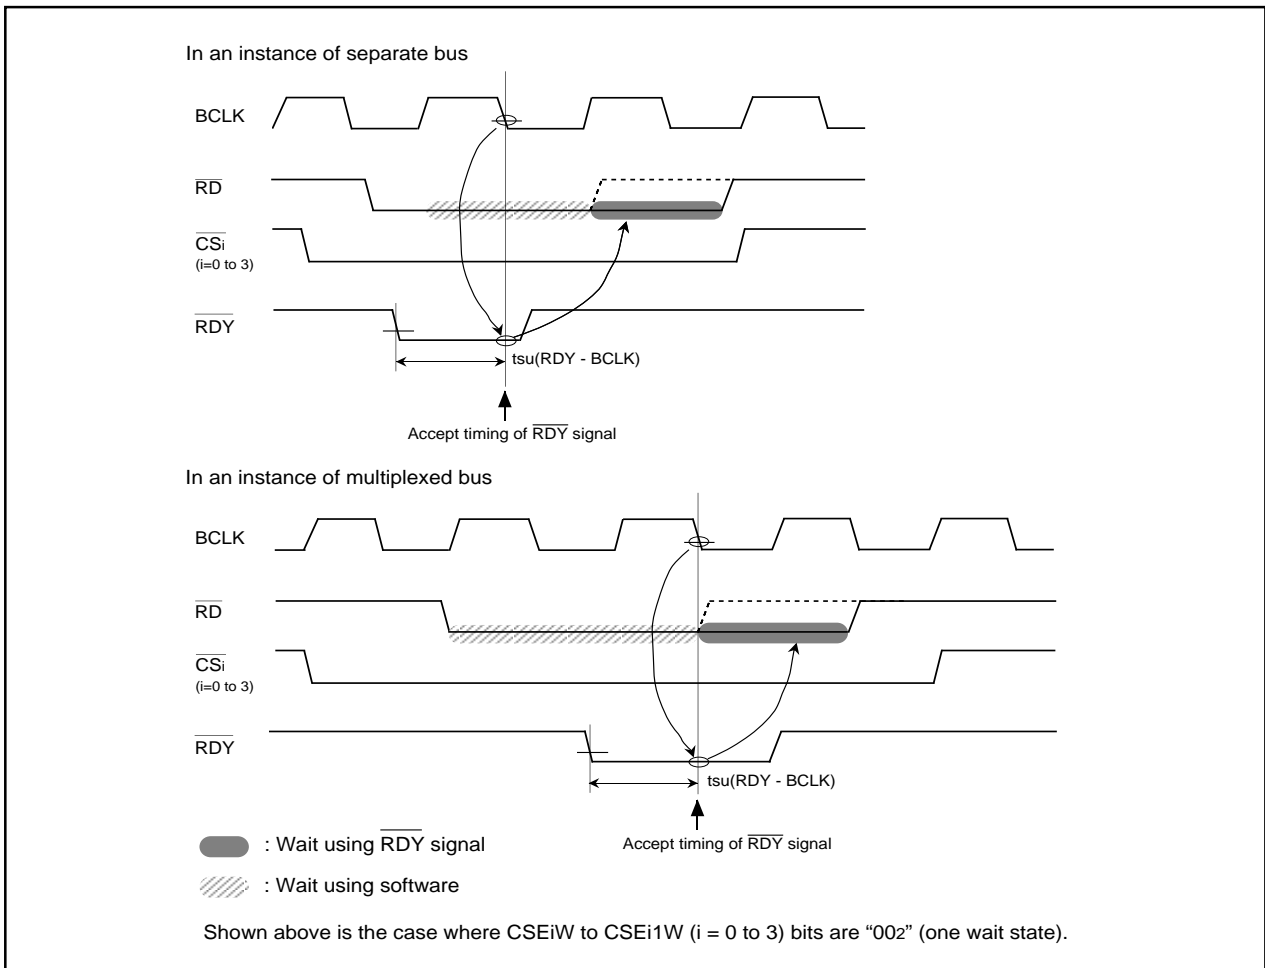 In an instance of separate bus
BCLK
RD
CSi
(i=0 to 3)
RDY
tsu(RDY - BCLK)
Accept timing of RDY signal
In an instance of multiplexed bus
BCLK
RD
CSi
(i=0 to 3)
RDY
tsu(RDY - BCLK)
Accept timing of RDY signal
: Wait using RDY signal
: Wait using software
Shown above is the case where CSEiW to CSEi1W (i = 0 to 3) bits are “002” (one wait state).